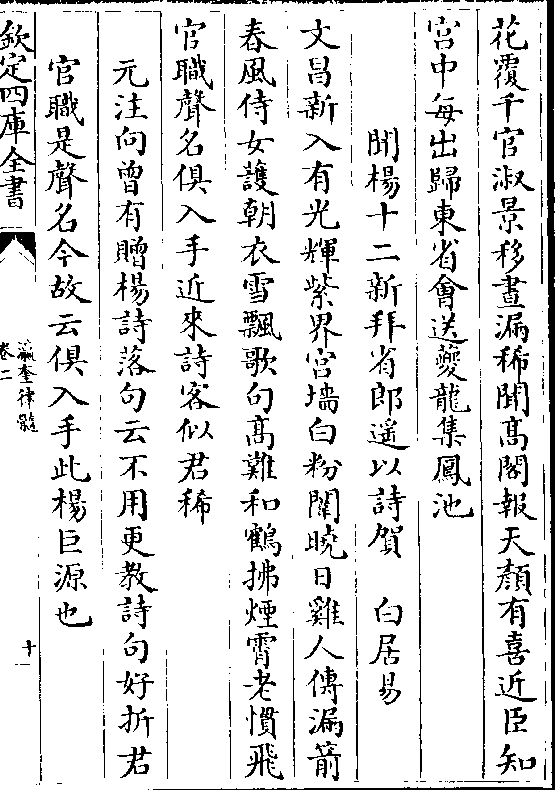 花覆千官淑景移晝漏稀聞髙閣報天顔有喜近臣知
宫中每出歸東省㑹送夔龍集鳳池
聞楊十二新拜省郎遥以詩賀　白居易
文昌新入有光輝紫界宫墻白粉闈曉日雞人傳漏箭
春風侍女護朝衣雪飄歌句髙難和鶴拂煙霄老慣飛
官職聲名俱入手近來詩客似君稀
元注向曽有贈楊詩落句云不用更教詩句好折君
官職是聲名今故云俱入手此楊巨源也
欽定四庫全書
瀛奎律髓
卷二
十一